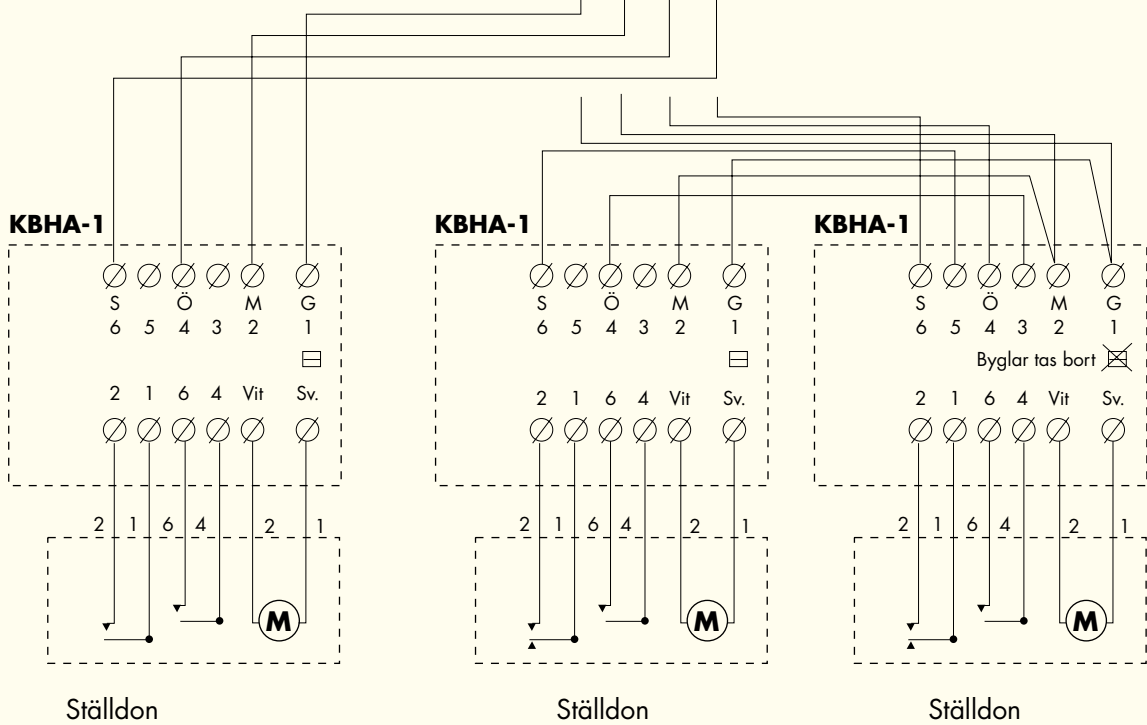 KBHA-1 KBHA-1 KBHA-1
S Ö M G S Ö M G S Ö M G
6 5 4 3 2 1 6 5 4 3 2 1 6 5 4 3 2 1
Byglar tas bort
2 1 6 4 Vit Sv. 2 1 6 4 Vit Sv. 2 1 6 4 Vit Sv.
2 1 6 4 2 1 2 1 6 4 2 1 2 1 6 4 2 1
M M M
Ställdon Ställdon Ställdon